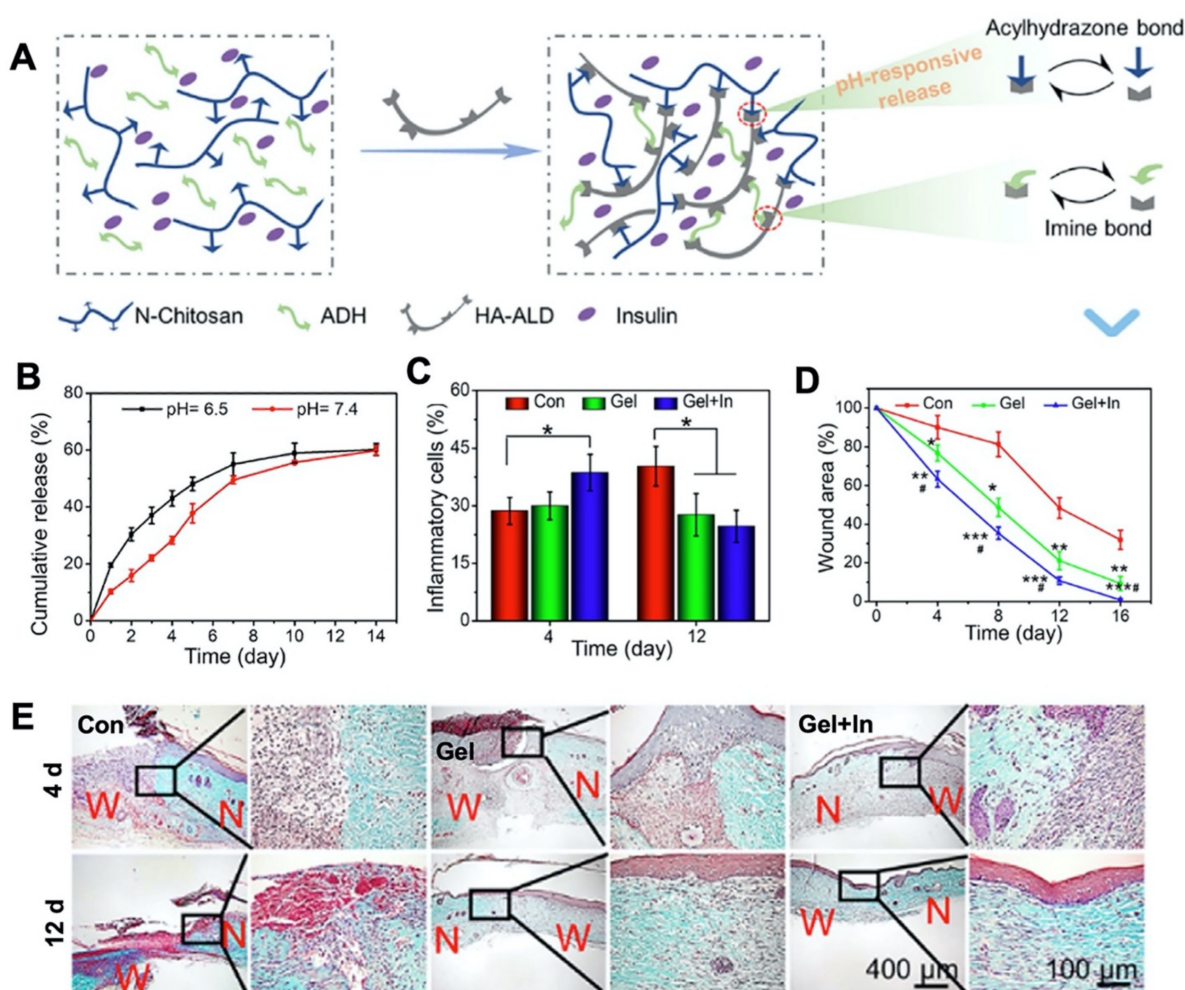 A
pH-responsive
release
Acylhydrazone bond
Imine bond
N-Chitosan
ADH
HA-ALD
Insulin
B
Cumulative release (%)
80
60
40
20
0
pH= 6.5
pH= 7.4
0 2 4 6 8 10 12 14
Time (day)
C
Inflammatory cells (%)
60
45
30
15
0
Con
Gel
Gel+In
*
*
4 12
Time (day)
D
Wound area (%)
100
80
60
40
20
0
Con
Gel
Gel+In
*
**
#
*
***
#
**
***
#
**
****#
0 4 8 12 16
Time (day)
E
4 d
Con
W
N
Gel
W
N
Gel+In
N
W
12 d
W
N
N
W
W
N
400 µm
100 µm